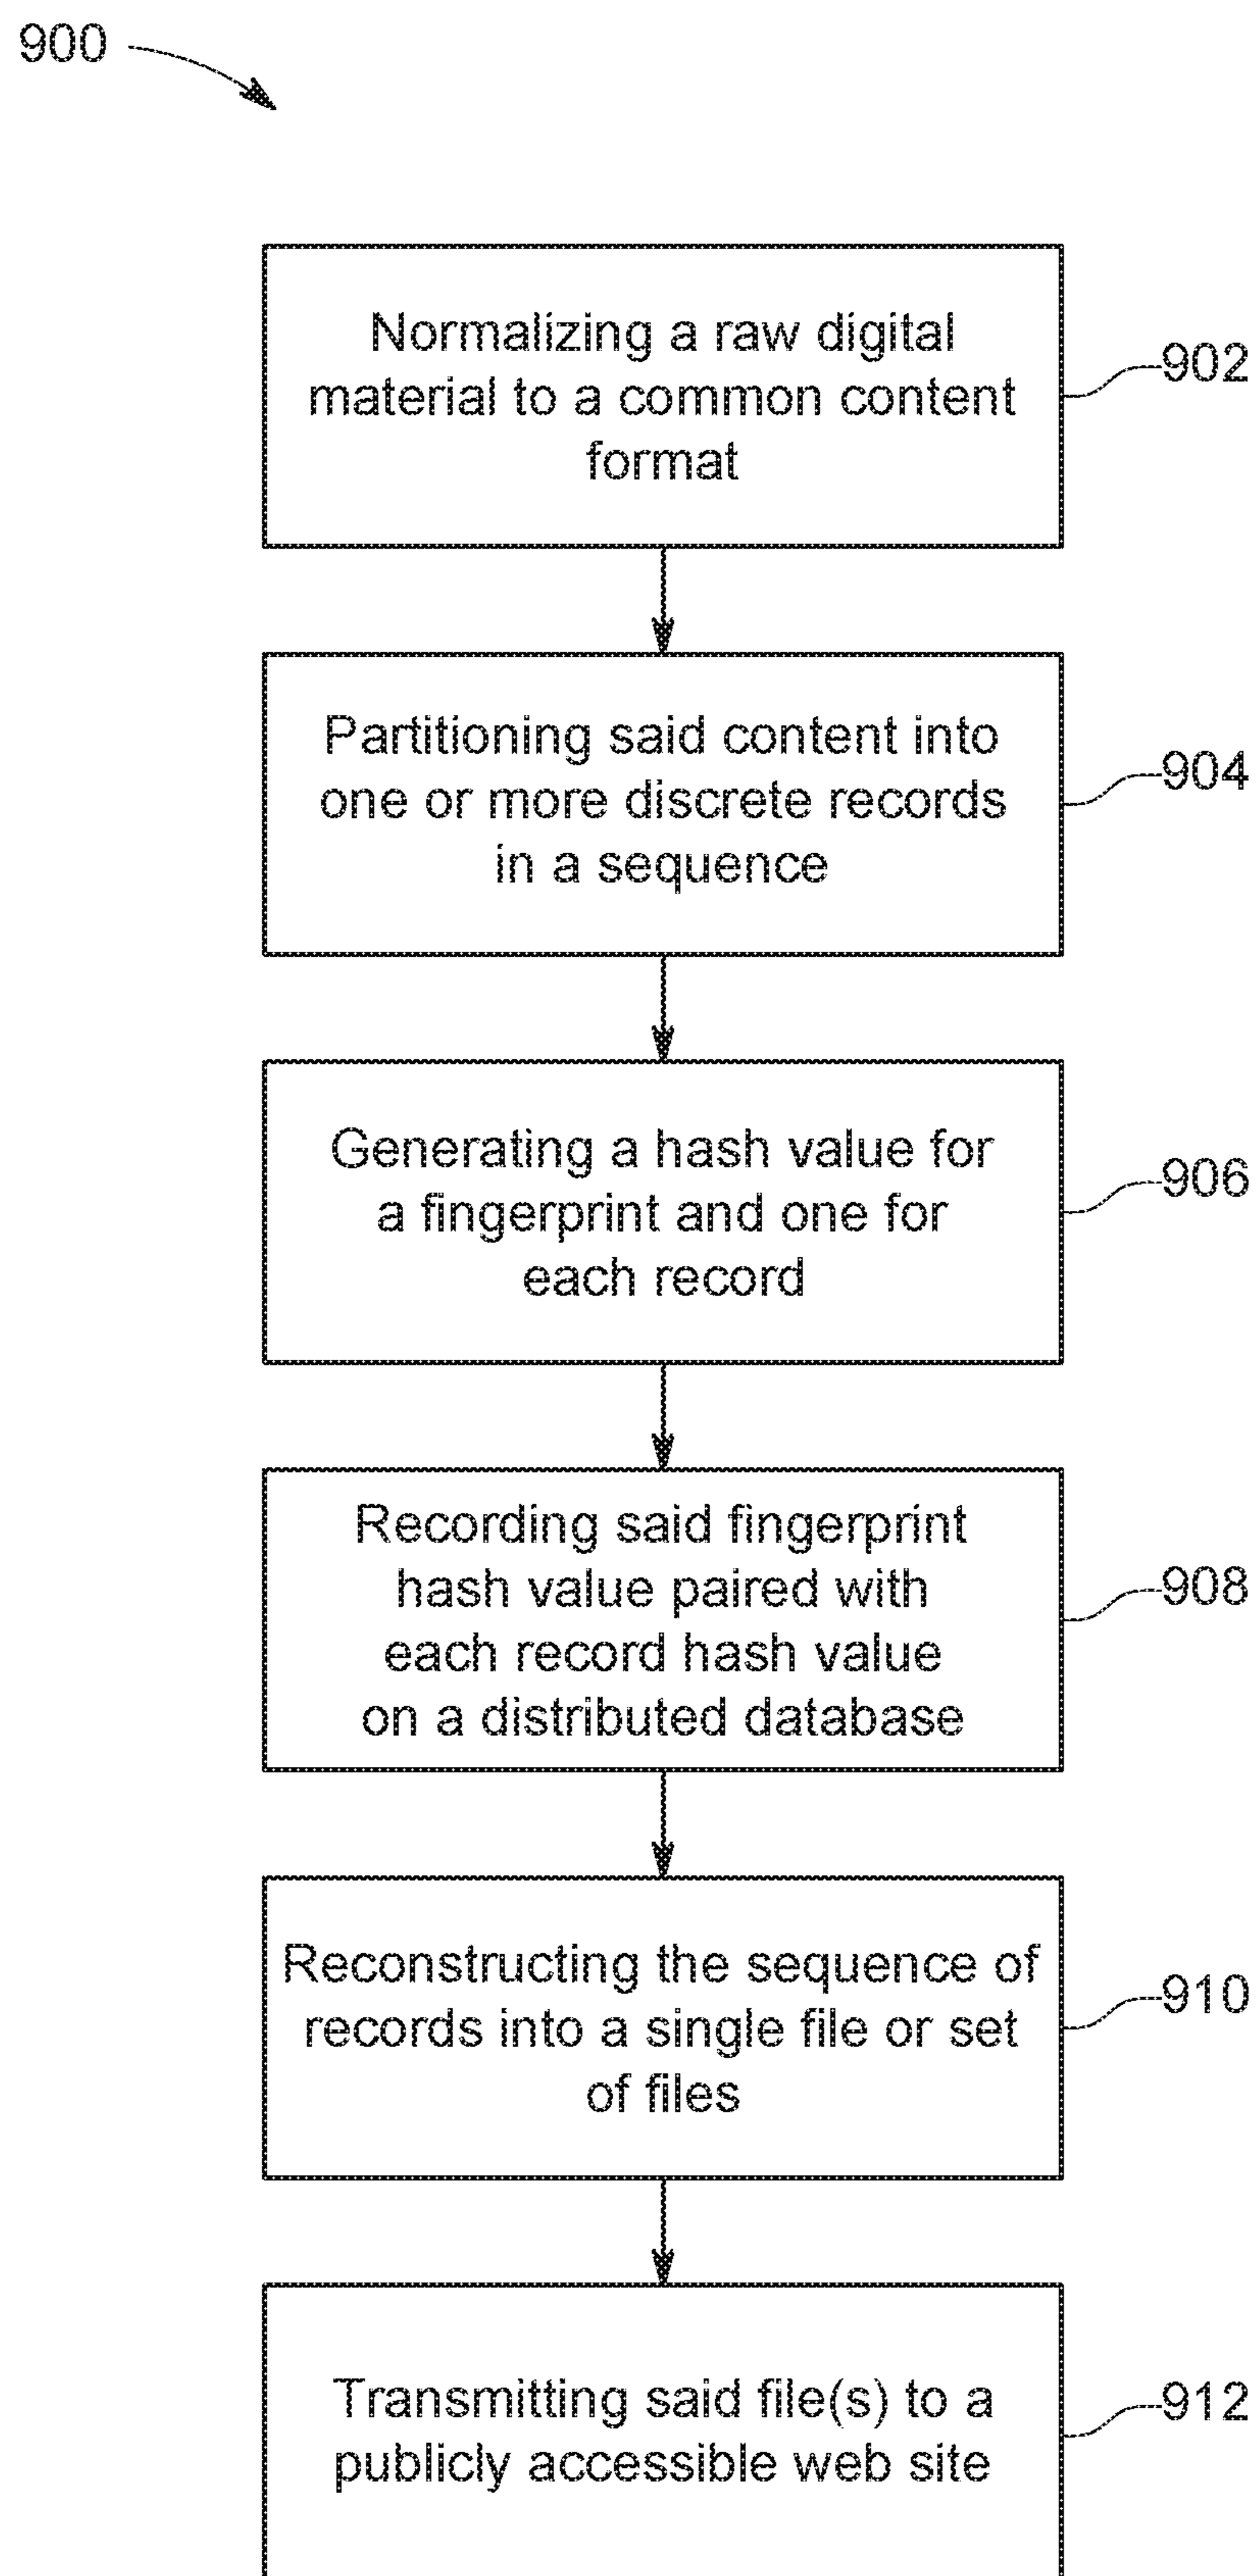 900
Normalizing a raw digital
material to a common content
format
902
Partitioning said content into
one or more discrete records
in a sequence
904
Generating a hash value for
a fingerprint and one for
each record
906
Recording said fingerprint
hash value paired with
each record hash value
on a distributed database
908
Reconstructing the sequence of
records into a single file or set
of files
910
Transmitting said file(s) to a
publicly accessible web site
912